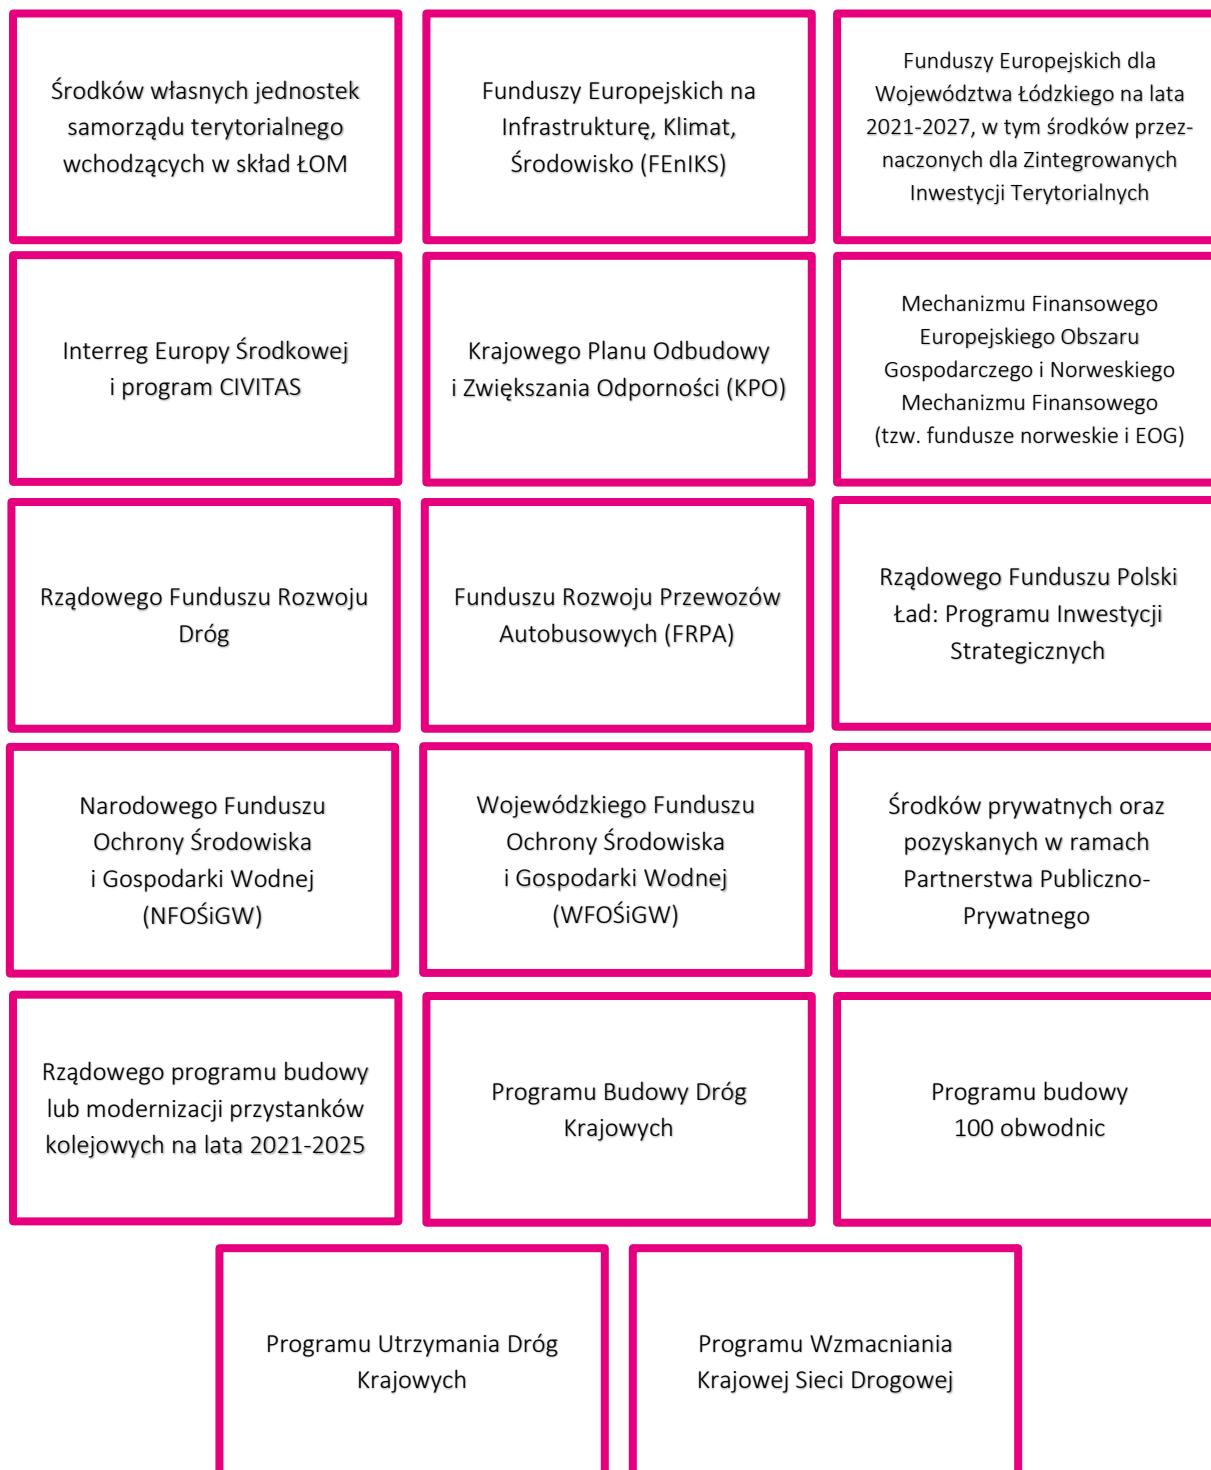 Środków własnych jednostek
samorządu terytorialnego
wchodzących w skład ŁOM
Funduszy Europejskich na
Infrastrukturę, Klimat,
Środowisko (FEnIKS)
Funduszy Europejskich dla
Województwa Łódzkiego na lata
2021-2027, w tym środków przez-
naczonych dla Zintegrowanych
Inwestycji Terytorialnych
Interreg Europy Środkowej
i program CIVITAS
Krajowego Planu Odbudowy
i Zwiększania Odporności (KPO)
Mechanizmu Finansowego
Europejskiego Obszaru
Gospodarczego i Norweskiego
Mechanizmu Finansowego
(tzw. fundusze norweskie i EOG)
Rządowego Funduszu Rozwoju
Dróg
Funduszu Rozwoju Przewozów
Autobusowych (FRPA)
Rządowego Funduszu Polski
Ład: Programu Inwestycji
Strategicznych
Narodowego Funduszu
Ochrony Środowiska
i Gospodarki Wodnej
(NFOŚiGW)
Wojewódzkiego Funduszu
Ochrony Środowiska
i Gospodarki Wodnej
(WFOŚiGW)
Środków prywatnych oraz
pozyskanych w ramach
Partnerstwa Publiczno-
Prywatnego
Rządowego programu budowy
lub modernizacji przystanków
kolejowych na lata 2021-2025
Programu Budowy Dróg
Krajowych
Programu budowy
100 obwodnic
Programu Utrzymania Dróg
Krajowych
Programu Wzmacniania
Krajowej Sieci Drogowej